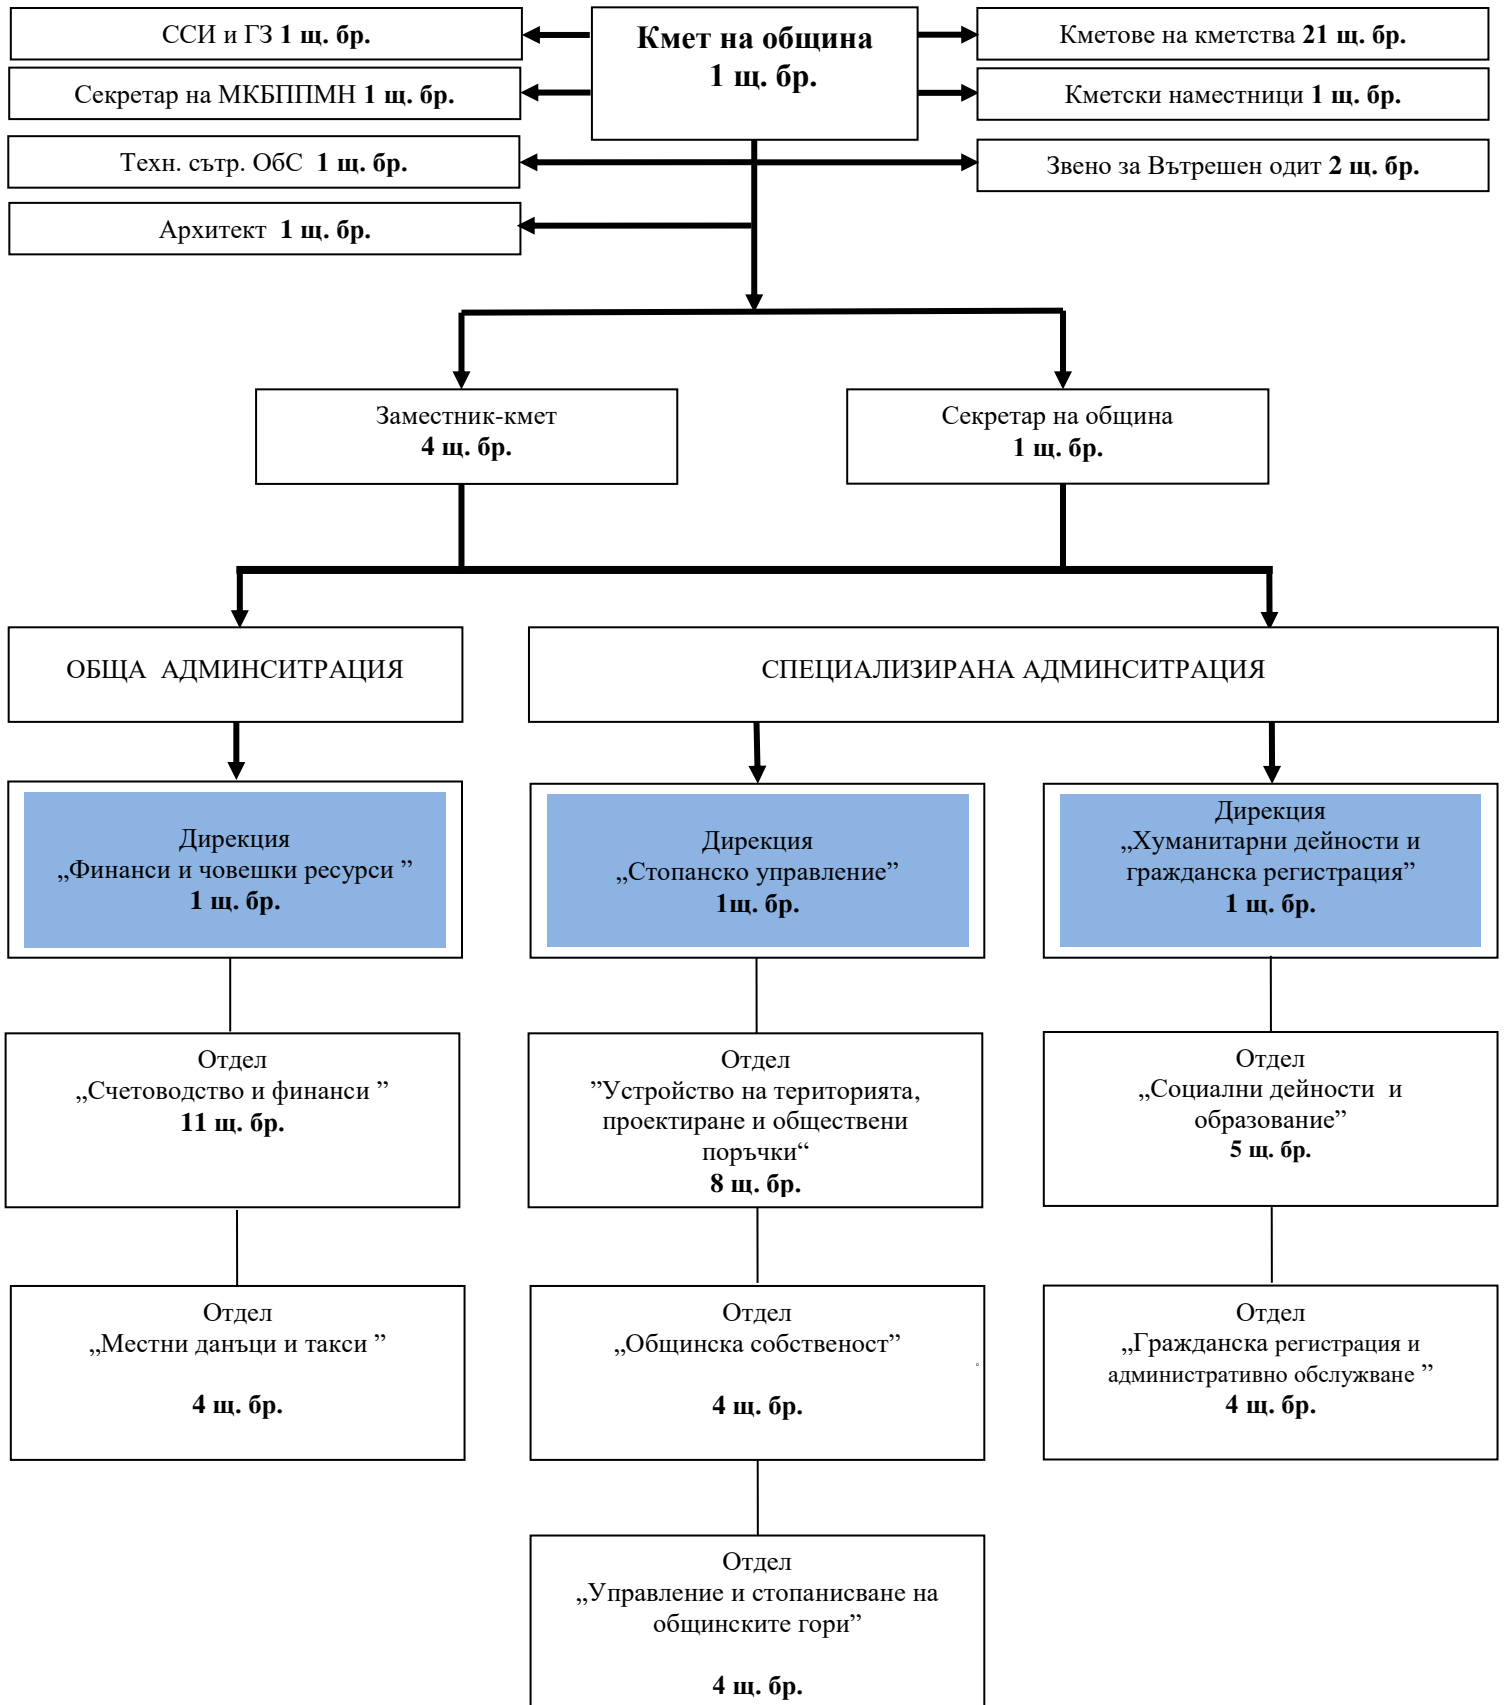 ССИ и ГЗ 1 щ. бр.
Кмет на община
1 щ. бр.
Кметове на кметства 21 щ. бр.
Секретар на МКБППМН 1 щ. бр.
Кметски наместници 1 щ. бр.
Техн. сътр. ОбС 1 щ. бр.
Звено за Вътрешен одит 2 щ. бр.
Архитект 1 щ. бр.
Заместник-кмет
4 щ. бр.
Секретар на община
1 щ. бр.
ОБЩА АДМИНСИТРАЦИЯ
СПЕЦИАЛИЗИРАНА АДМИНСИТРАЦИЯ
Дирекция
„Финанси и човешки ресурси ”
1 щ. бр.
Дирекция
„Стопанско управление”
1щ. бр.
Дирекция
„Хуманитарни дейности и
гражданска регистрация”
1 щ. бр.
Отдел
„Счетоводство и финанси ”
11 щ. бр.
Отдел
”Устройство на територията,
проектиране и обществени
поръчки“
8 щ. бр.
Отдел
„Социални дейности и
образование”
5 щ. бр.
Отдел
„Местни данъци и такси ”
4 щ. бр.
Отдел
„Общинска собственост”
4 щ. бр.
Отдел
„Гражданска регистрация и
административно обслужване ”
4 щ. бр.
Отдел
„Управление и стопанисване на
общинските гори”
4 щ. бр.